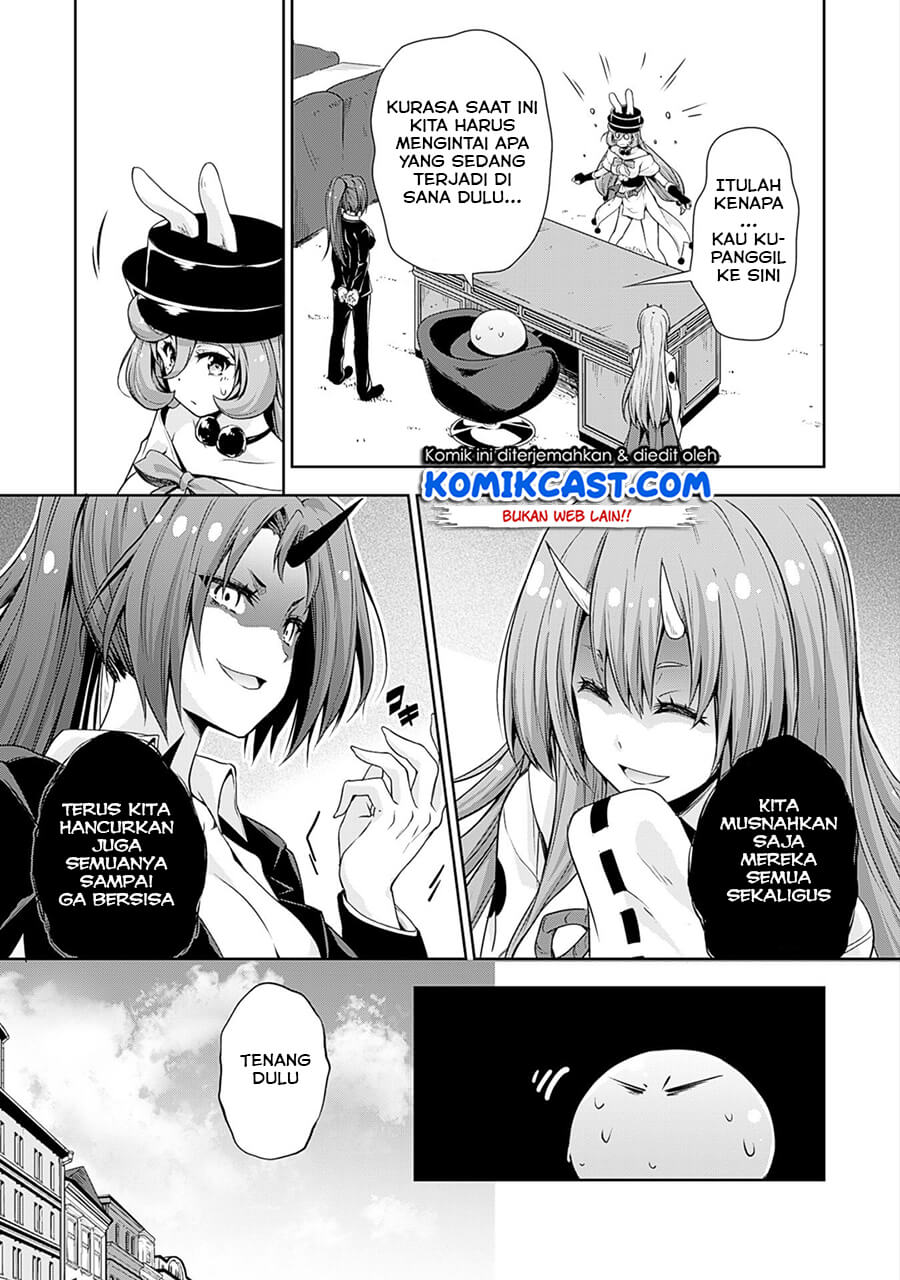 KURASA SAAT INI
KITA HARUS
MENGINTAI APA
YANG SEDANG
TERJADI DI
SANA DULU...
ITULAH
KENAPA
...
KAU KU-
PANGGIL
KE SINI
Komik ini diterjemahkan & diedit oleh
KOMIKCAST.COM
BUKAN WEB LAIN!!
KITA
MUSNAHKAN
SAJA
MEREKA
SEMUA
SEKALIGUS
TERUS KITA
HANCURKAN
JUGA
SEMUANYA
SAMPAI
GA BERSISA
TENANG
DULU